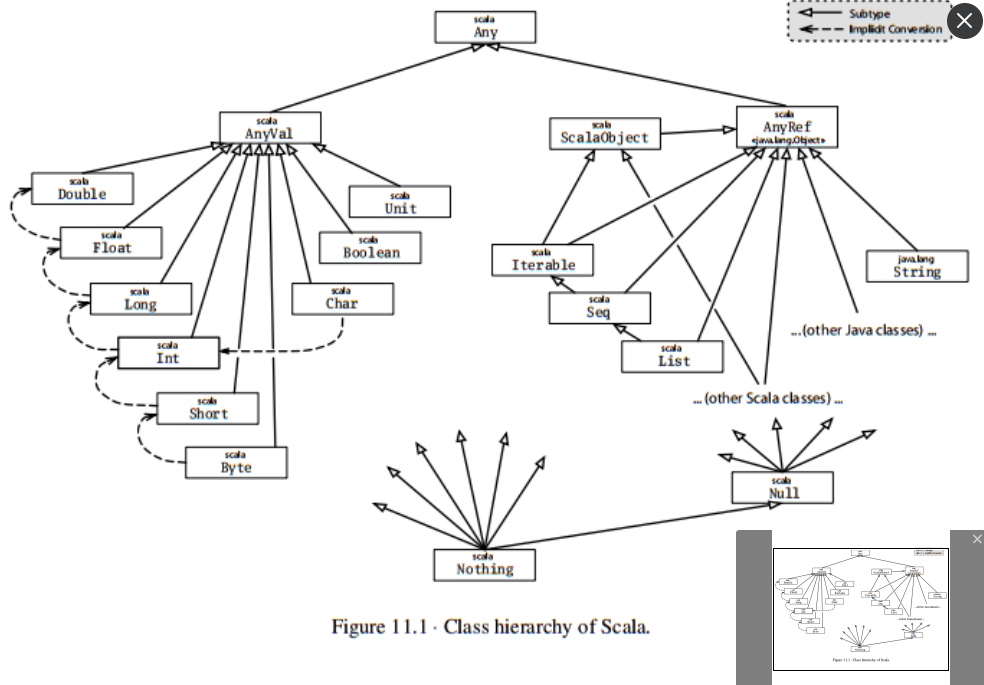 scala
Any
Subtype
Implicit Conversion
scala
AnyVal
scala
ScalaObject
scala
AnyRef
«java.lang.Object»
scala
Double
scala
Unit
scala
Float
scala
Boolean
scala
Iterable
java.lang
String
scala
Long
scala
Char
scala
Seq
...(other Java classes) ...
scala
Int
scala
List
scala
Short
...(other Scala classes) ...
scala
Byte
scala
Null
scala
Nothing
Figure 11.1 · Class hierarchy of Scala.